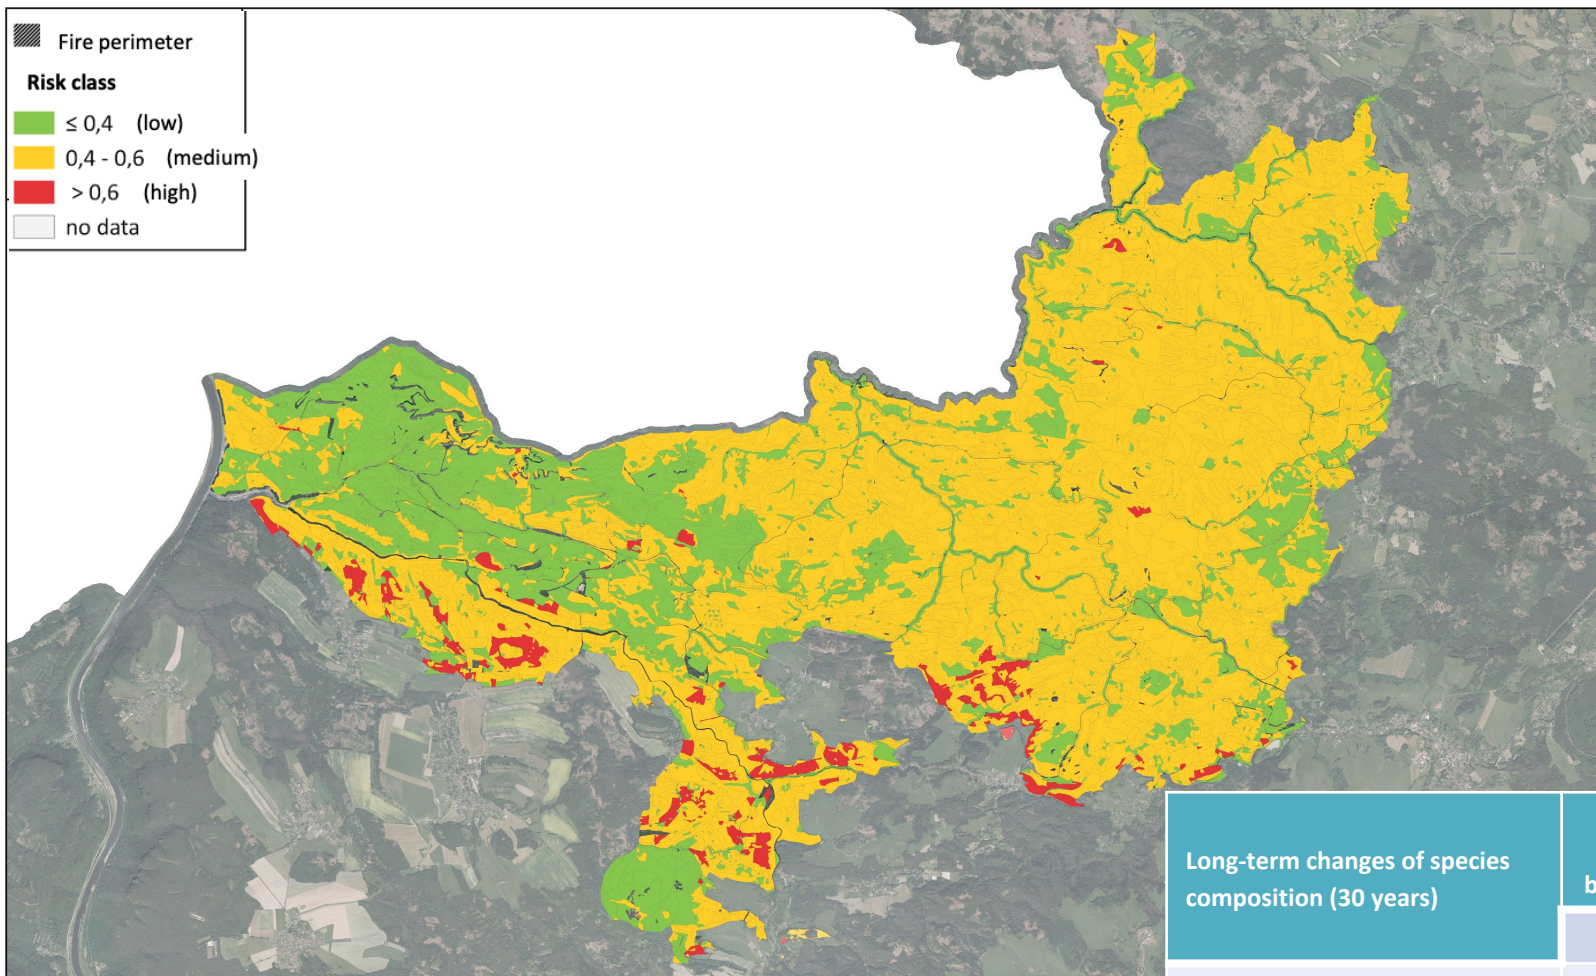 Fire perimeter
Risk class
≤ 0,4 (low)
0,4 - 0,6 (medium)
> 0,6 (high)
no data
Long-term changes of species
composition (30 years)
b